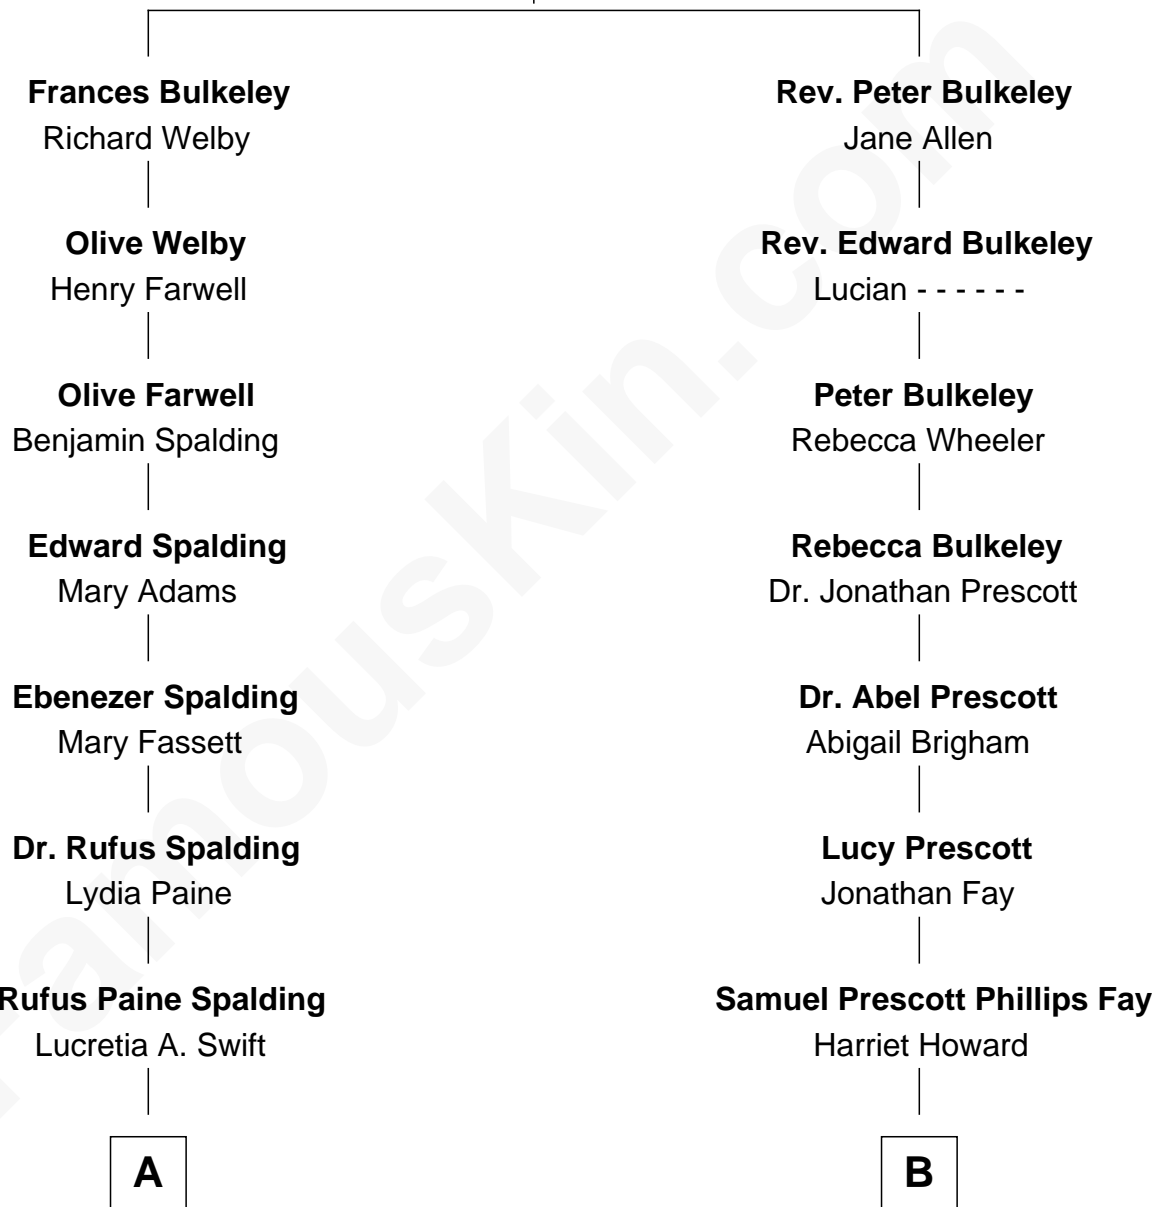 Frances Bulkeley
Richard Welby
Olive Welby
Henry Farwell
Olive Farwell
Benjamin Spalding
Edward Spalding
Mary Adams
Ebenezer Spalding
Mary Fassett
Dr. Rufus Spalding
Lydia Paine
Rufus Paine Spalding
Lucretia A. Swift
A
Rev. Peter Bulkeley
Jane Allen
Rev. Edward Bulkeley
Lucian - - - - - -
Peter Bulkeley
Rebecca Wheeler
Rebecca Bulkeley
Dr. Jonathan Prescott
Dr. Abel Prescott
Abigail Brigham
Lucy Prescott
Jonathan Fay
Samuel Prescott Phillips Fay
Harriet Howard
B
FamousKin.com